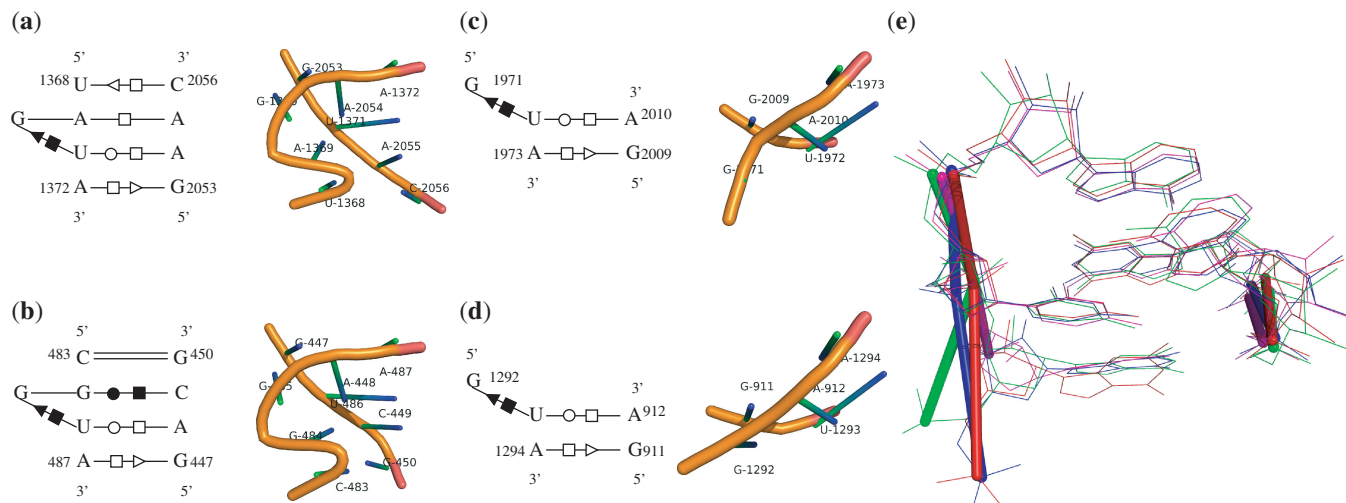 (a)
5’ 3’
1368 U C 2056
G A A
U A
1372 A G 2053
3’ 5’
G-2053
A-1372
A-2054
U-1371
A-1369
A-2055
C-2056
U-1368
(c)
5’
G 1971
3’
U A 2010
1973 A G 2009
3’ 5’
A-1973
G-2009
A-2010
U-1972
(e)
(b)
5’ 3’
483 C G 450
G G C
U A
487 A G 447
3’ 5’
G-447
A-487
A-448
U-486
C-449
G-484
G-450
C-483
(d)
5’
G 1292
3’
U A 912
1294 A G 911
3’ 5’
A-1294
G-911
A-912
U-1293
G-1292